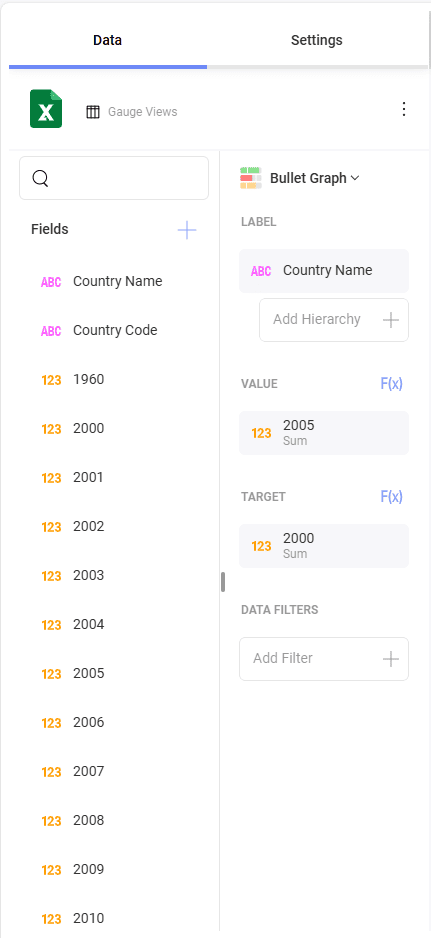 Data
Settings
X
Gauge Views
Fields
ABC Country Name
ABC Country Code
123 1960
123 2000
123 2001
123 2002
123 2003
123 2004
123 2005
123 2006
123 2007
123 2008
123 2009
123 2010
Bullet Graph
LABEL
ABC Country Name
Add Hierarchy
VALUE F(x)
123 2005
Sum
TARGET F(x)
123 2000
Sum
DATA FILTERS
Add Filter